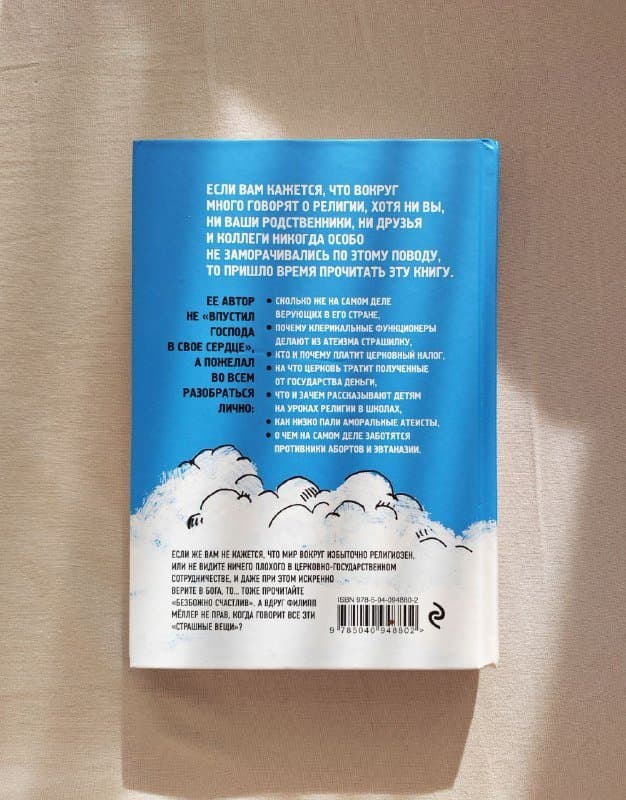 ЕСЛИ ВАМ КАЖЕТСЯ, ЧТО ВОКРУГ
МНОГО ГОВОРЯТ О РЕЛИГИИ, ХОТЯ НИ ВЫ,
НИ ВАШИ РОДСТВЕННИКИ, НИ ДРУЗЬЯ
И КОЛЛЕГИ НИКОГДА ОСОБО
НЕ ЗАМОРАЧИВАЛИСЬ ПО ЭТОМУ ПОВОДУ,
ТО ПРИШЛО ВРЕМЯ ПРОЧИТАТЬ ЭТУ КНИГУ.
ЕЕ АВТОР
НЕ «ВПУСТИЛ
ГОСПОДА
В СВОЕ СЕРДЦЕ»,
А ПОЖЕЛАЛ
ВО ВСЕМ
РАЗОБРАТЬСЯ
ЛИЧНО:
• СКОЛЬКО ЖЕ НА САМОМ ДЕЛЕ
ВЕРУЮЩИХ В ЕГО СТРАНЕ,
• ПОЧЕМУ КЛЕРИКАЛЬНЫЕ ФУНКЦИОНЕРЫ
ДЕЛАЮТ ИЗ АТЕИЗМА СТРАШИЛКУ,
• КТО И ПОЧЕМУ ПЛАТИТ ЦЕРКОВНЫЙ НАЛОГ,
• НА ЧТО ЦЕРКОВЬ ТРАТИТ ПОЛУЧЕННЫЕ
ОТ ГОСУДАРСТВА ДЕНЬГИ,
• ЧТО И ЗАЧЕМ РАССКАЗЫВАЮТ ДЕТЯМ
НА УРОКАХ РЕЛИГИИ В ШКОЛАХ,
• КАК НИЗКО ПАЛИ АМОРАЛЬНЫЕ АТЕИСТЫ,
• О ЧЕМ НА САМОМ ДЕЛЕ ЗАБОТЯТСЯ
ПРОТИВНИКИ АБОРТОВ И ЭВТАНАЗИИ.
ЕСЛИ ЖЕ ВАМ НЕ КАЖЕТСЯ, ЧТО МИР ВОКРУГ ИЗБЫТОЧНО РЕЛИГИОЗЕН,
ИЛИ НЕ ВИДИТЕ НИЧЕГО ПЛОХОГО В ЦЕРКОВНО-ГОСУДАРСТВЕННОМ
СОТРУДНИЧЕСТВЕ, И ДАЖЕ ПРИ ЭТОМ ИСКРЕННО
ВЕРИТЕ В БОГА, ТО... ТОЖЕ ПРОЧИТАЙТЕ
«БЕЗБОЖНО СЧАСТЛИВ». А ВДРУГ ФИЛИПП
МЁЛЛЕР НЕ ПРАВ, КОГДА ГОВОРИТ ВСЕ ЭТИ
«СТРАШНЫЕ ВЕЩИ»?
ISBN 978-5-04-094880-2
9 785040 948802 >